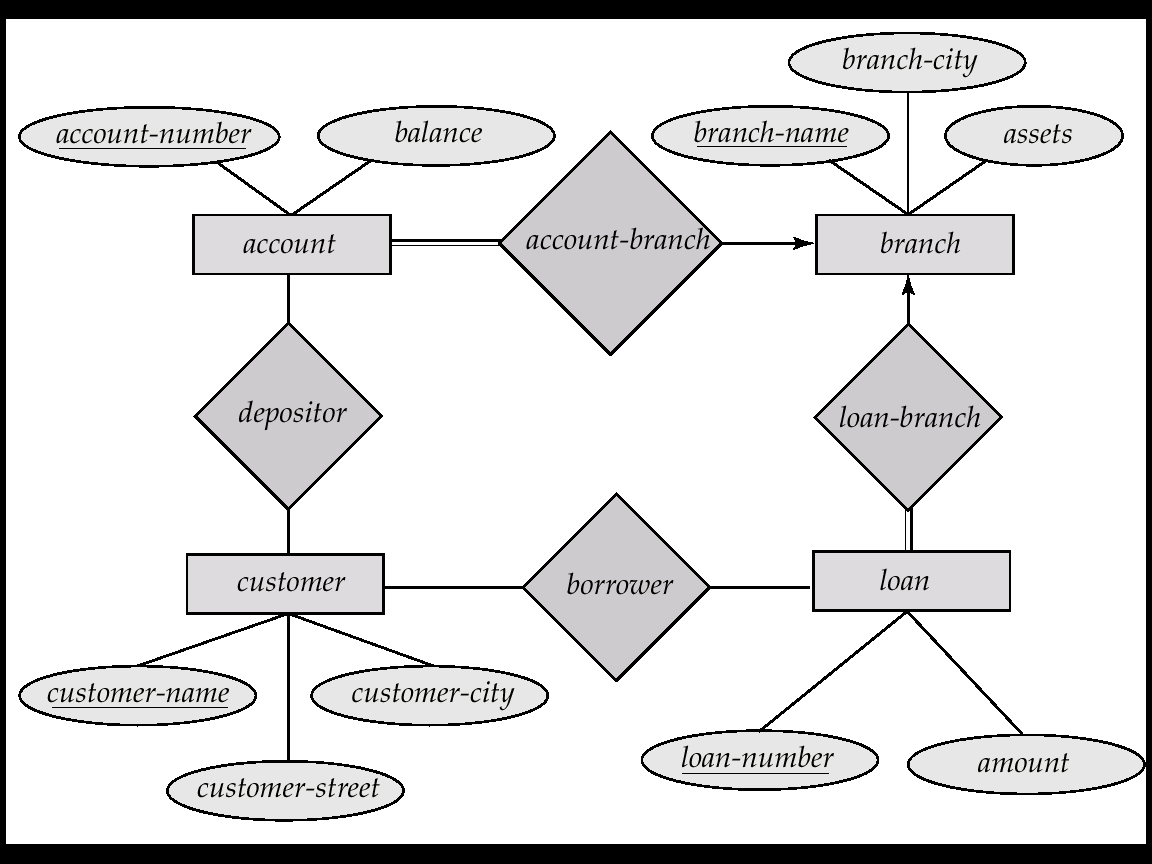 branch-city
account-number
balance
branch-name
assets
account
account-branch
branch
depositor
loan-branch
customer
borrower
loan
customer-name
customer-city
loan-number
amount
customer-street